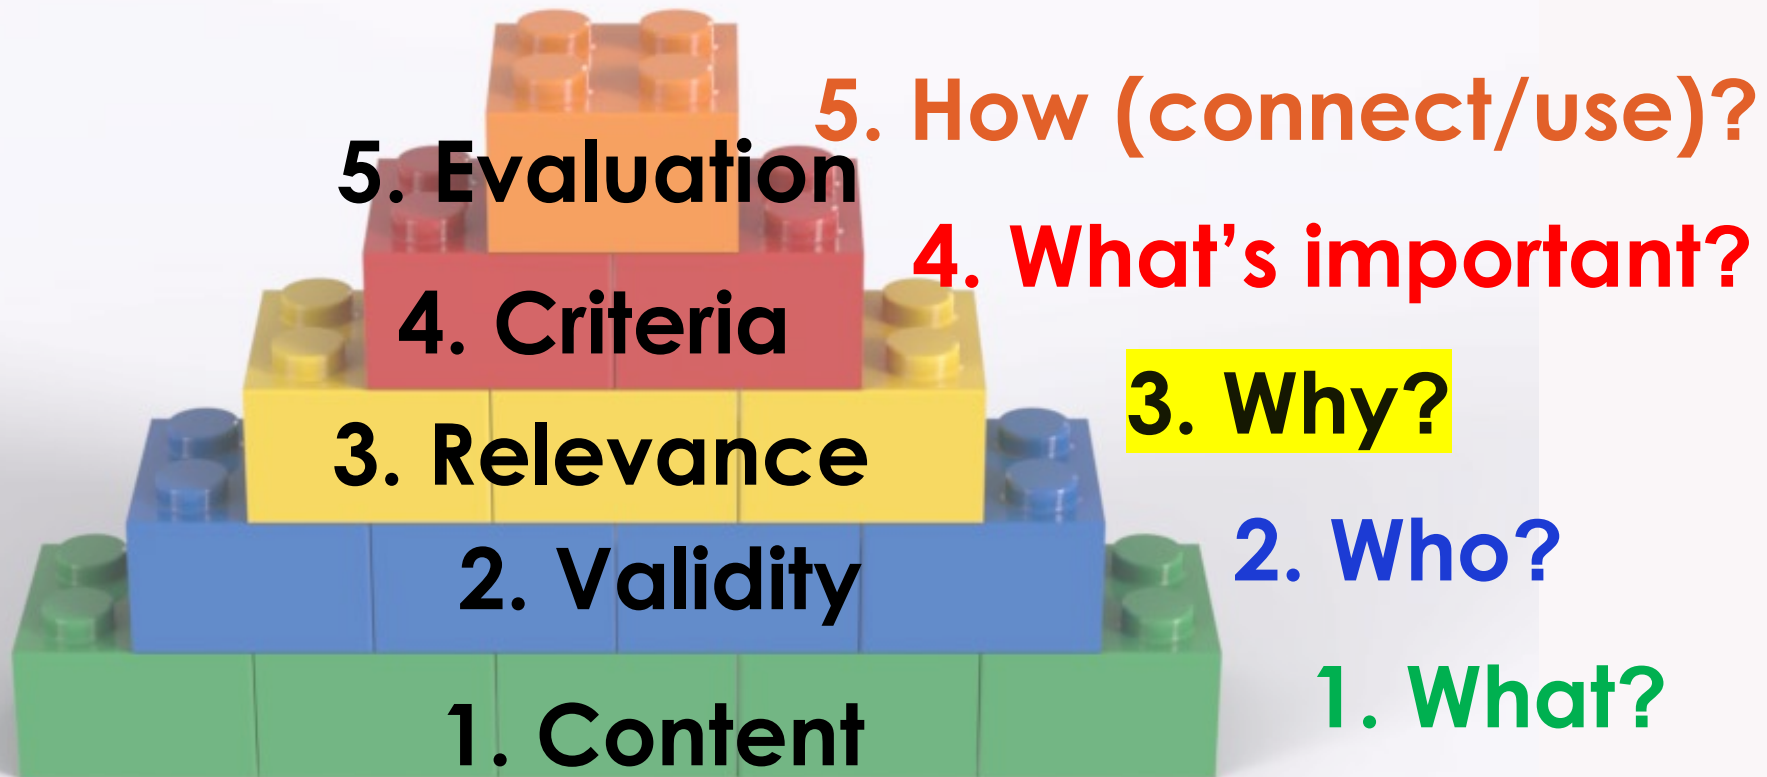 5. How (connect/use)?
5. Evaluation
4. What's important?
4. Criteria
3. Why?
3. Relevance
2. Who?
2. Validity
1. What?
1. Content